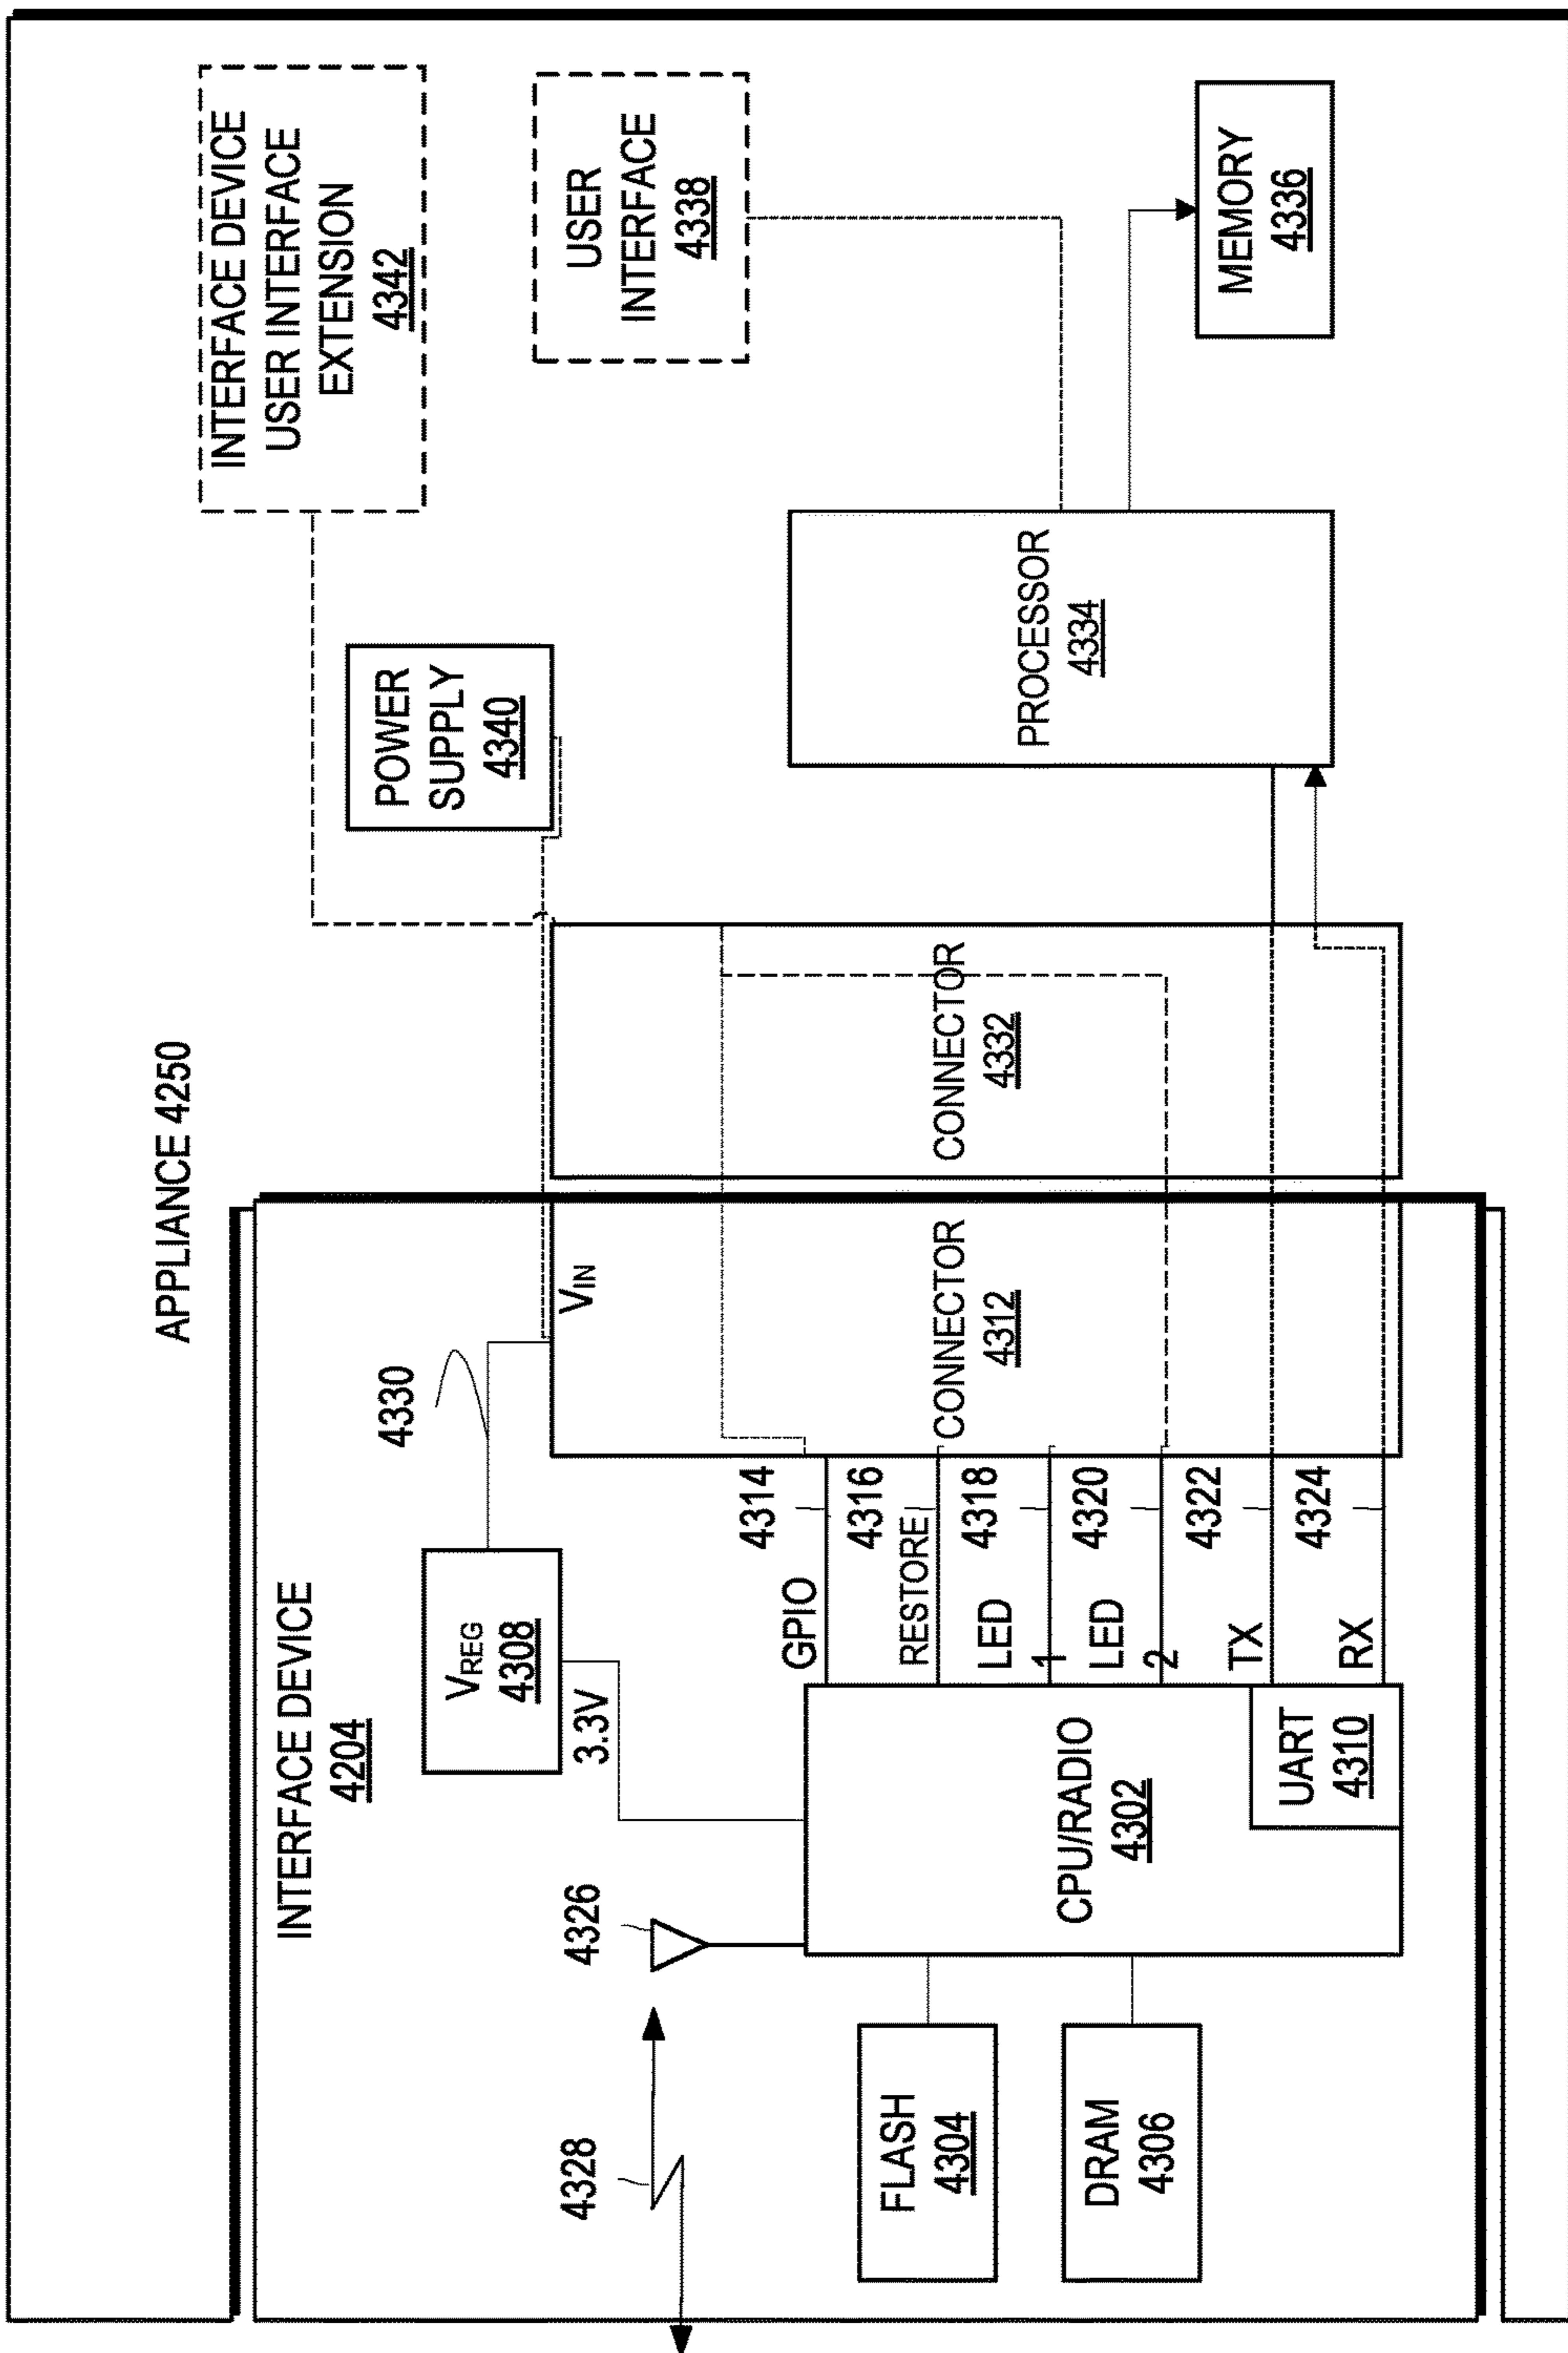 APPLIANCE 4250
INTERFACE DEVICE
4204
INTERFACE DEVICE
USER INTERFACE
EXTENSION
4342
4330
POWER
SUPPLY
4340
VREG
4308
3.3V
VIN
USER
INTERFACE
4338
4328
4326
GPIO
4314
RESTORE
4316
LED
1
4318
LED
2
4320
TX
4322
RX
4324
FLASH
4304
DRAM
4306
CPU/RADIO
4302
UART
4310
CONNECTOR
4312
CONNECTOR
4332
PROCESSOR
4334
MEMORY
4336